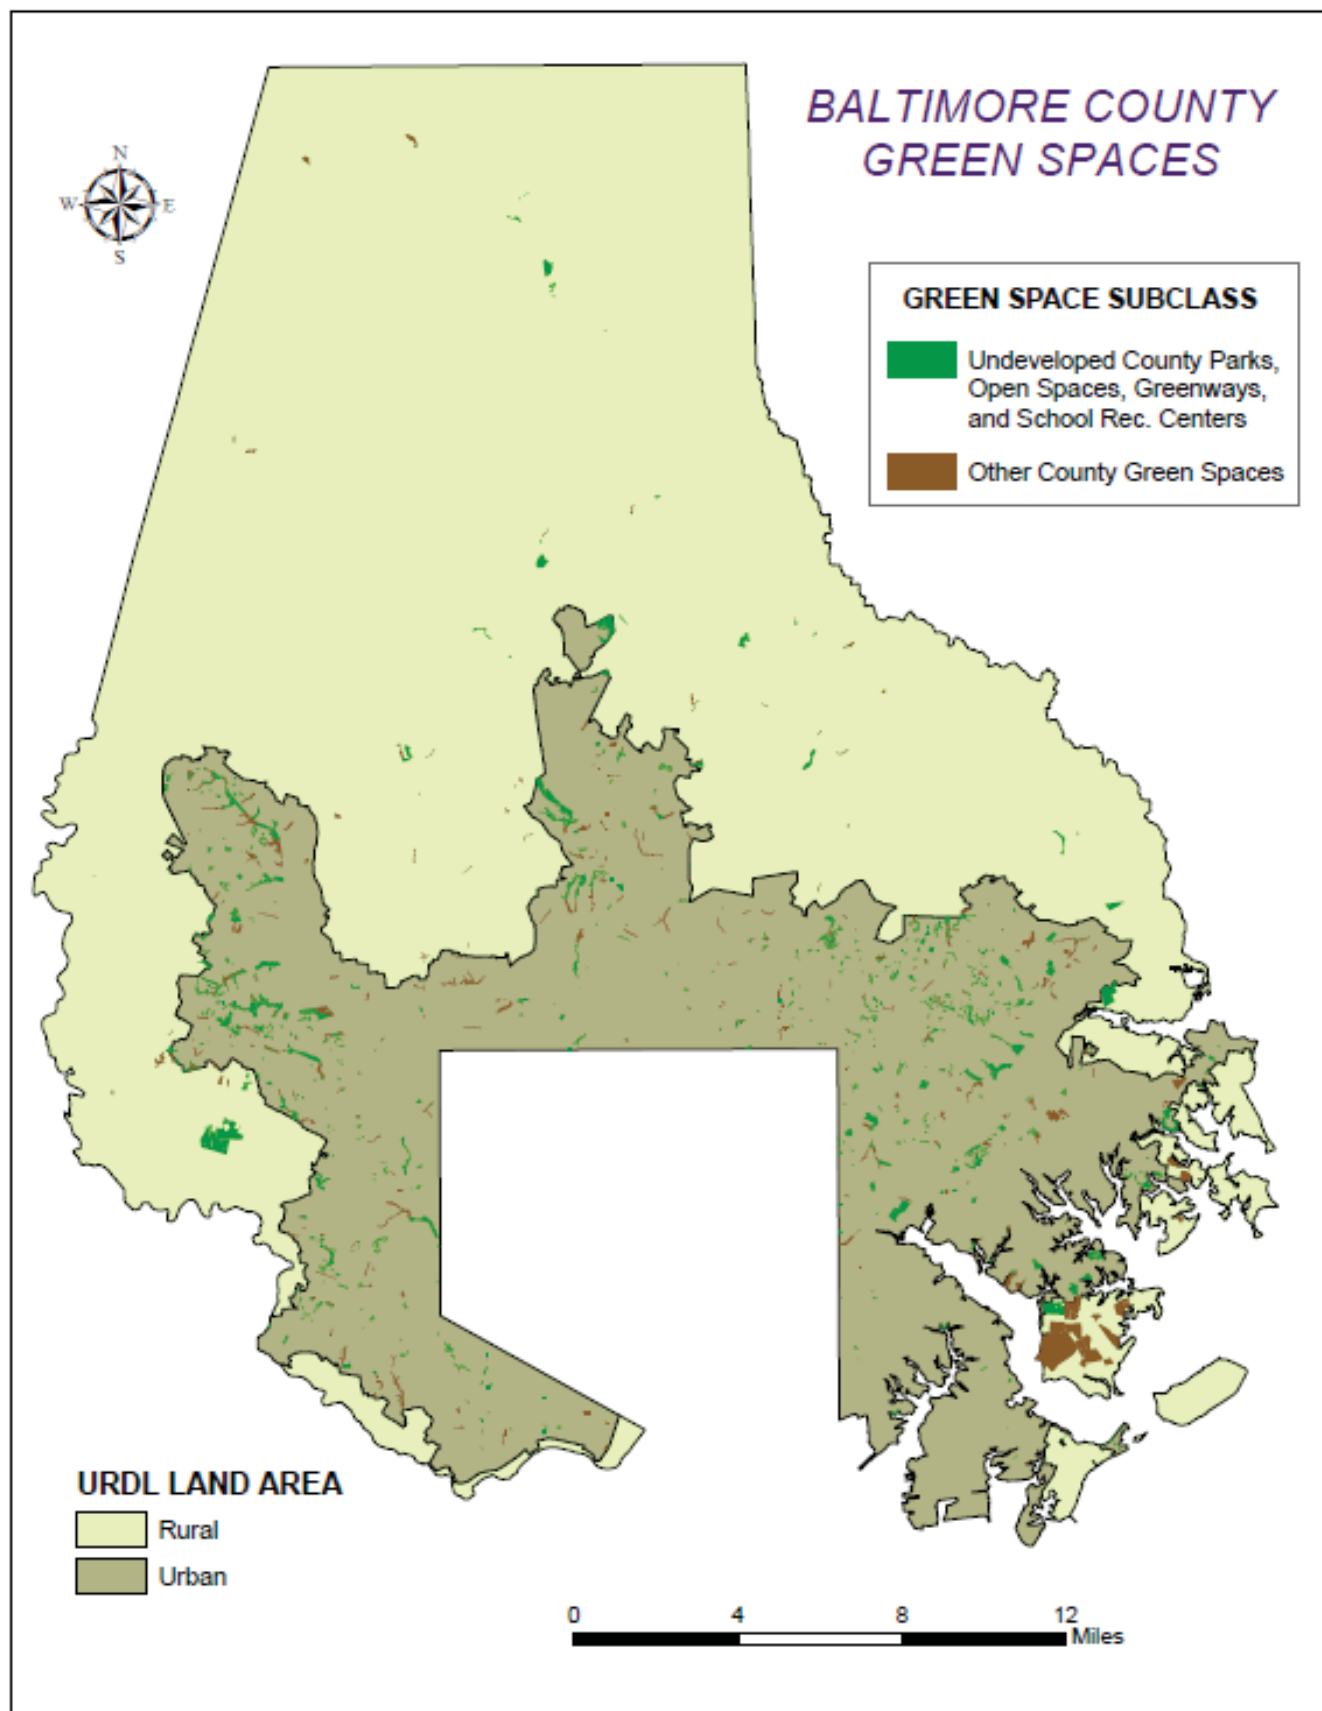 BALTIMORE COUNTY
GREEN SPACES
N
W
E
S
GREEN SPACE SUBCLASS
Undeveloped County Parks,
Open Spaces, Greenways,
and School Rec. Centers
Other County Green Spaces
URDL LAND AREA
Rural
Urban
0 4 8 12
Miles